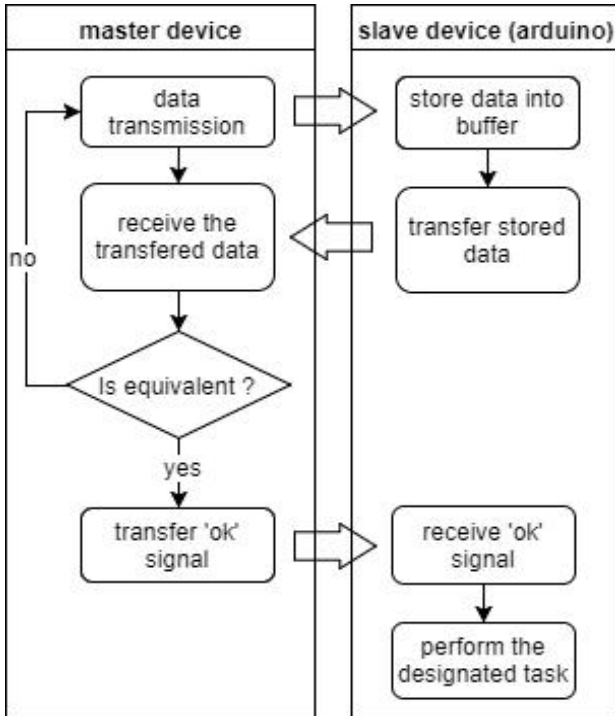 master device
slave device (arduino)
data
transmission
store data into
buffer
receive the
transfered data
transfer stored
data
no
Is equivalent ?
yes
transfer 'ok'
signal
receive 'ok'
signal
perform the
designated task